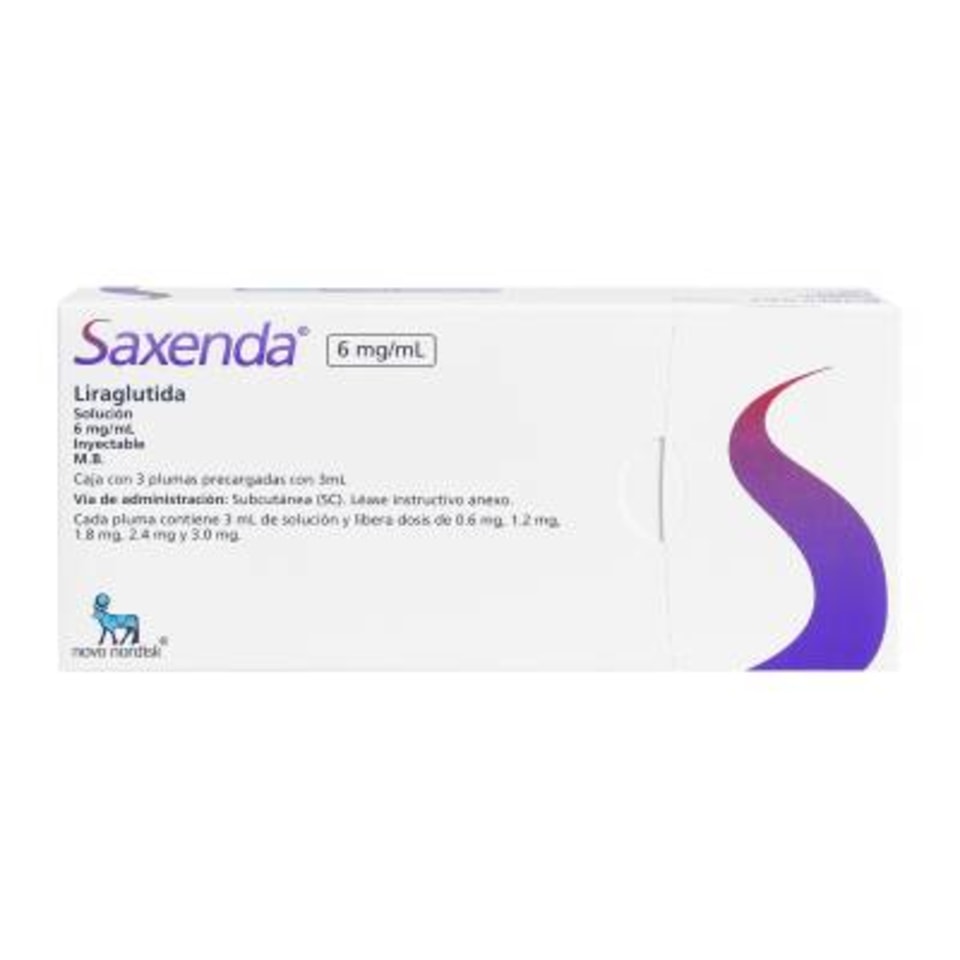 Saxenda® 6 mg/mL
Liraglutida
Solución
6 mg/mL
Inyectable
M.B.
Caja con 3 plumas precargadas con 3mL
Vía de administración: Subcutánea (SC). Léase instructivo anexo.
Cada pluma contiene 3 mL de solución y libera dosis de 0.6 mg, 1.2 mg,
1.8 mg, 2.4 mg y 3.0 mg.
novo nordisk®